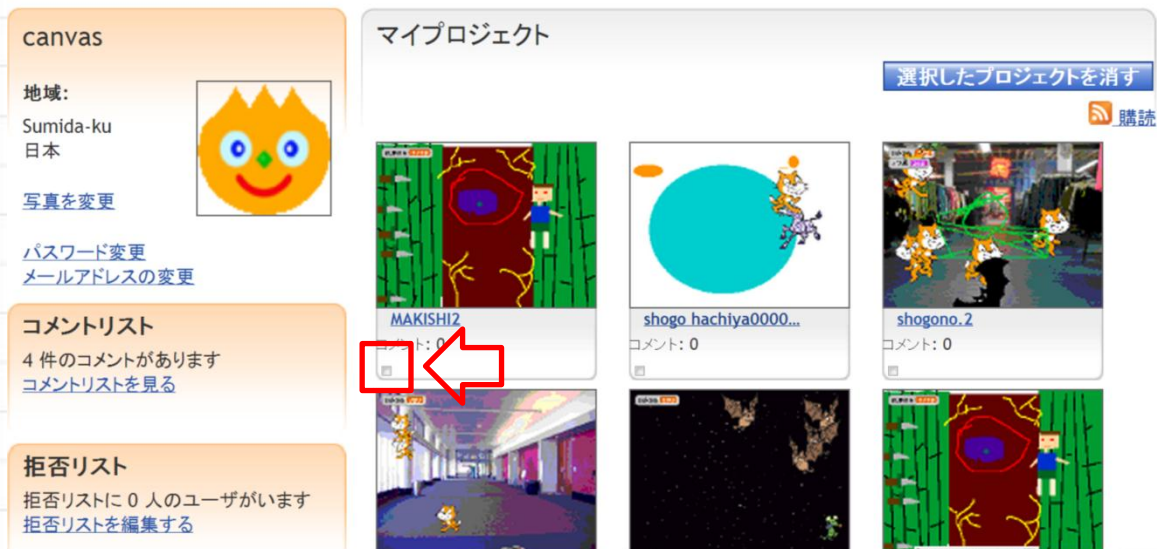 canvas
地域:
Sumida-ku
日本
写真を変更
パスワード変更
メールアドレスの変更
コメントリスト
4 件のコメントがあります
コメントリストを見る
拒否リスト
拒否リストに 0 人のユーザがいます
拒否リストを編集する
マイプロジェクト
選択したプロジェクトを消す
購読
MAKISHI2
コメント: 0
shogo hachiya0000...
コメント: 0
shogono.2
コメント: 0